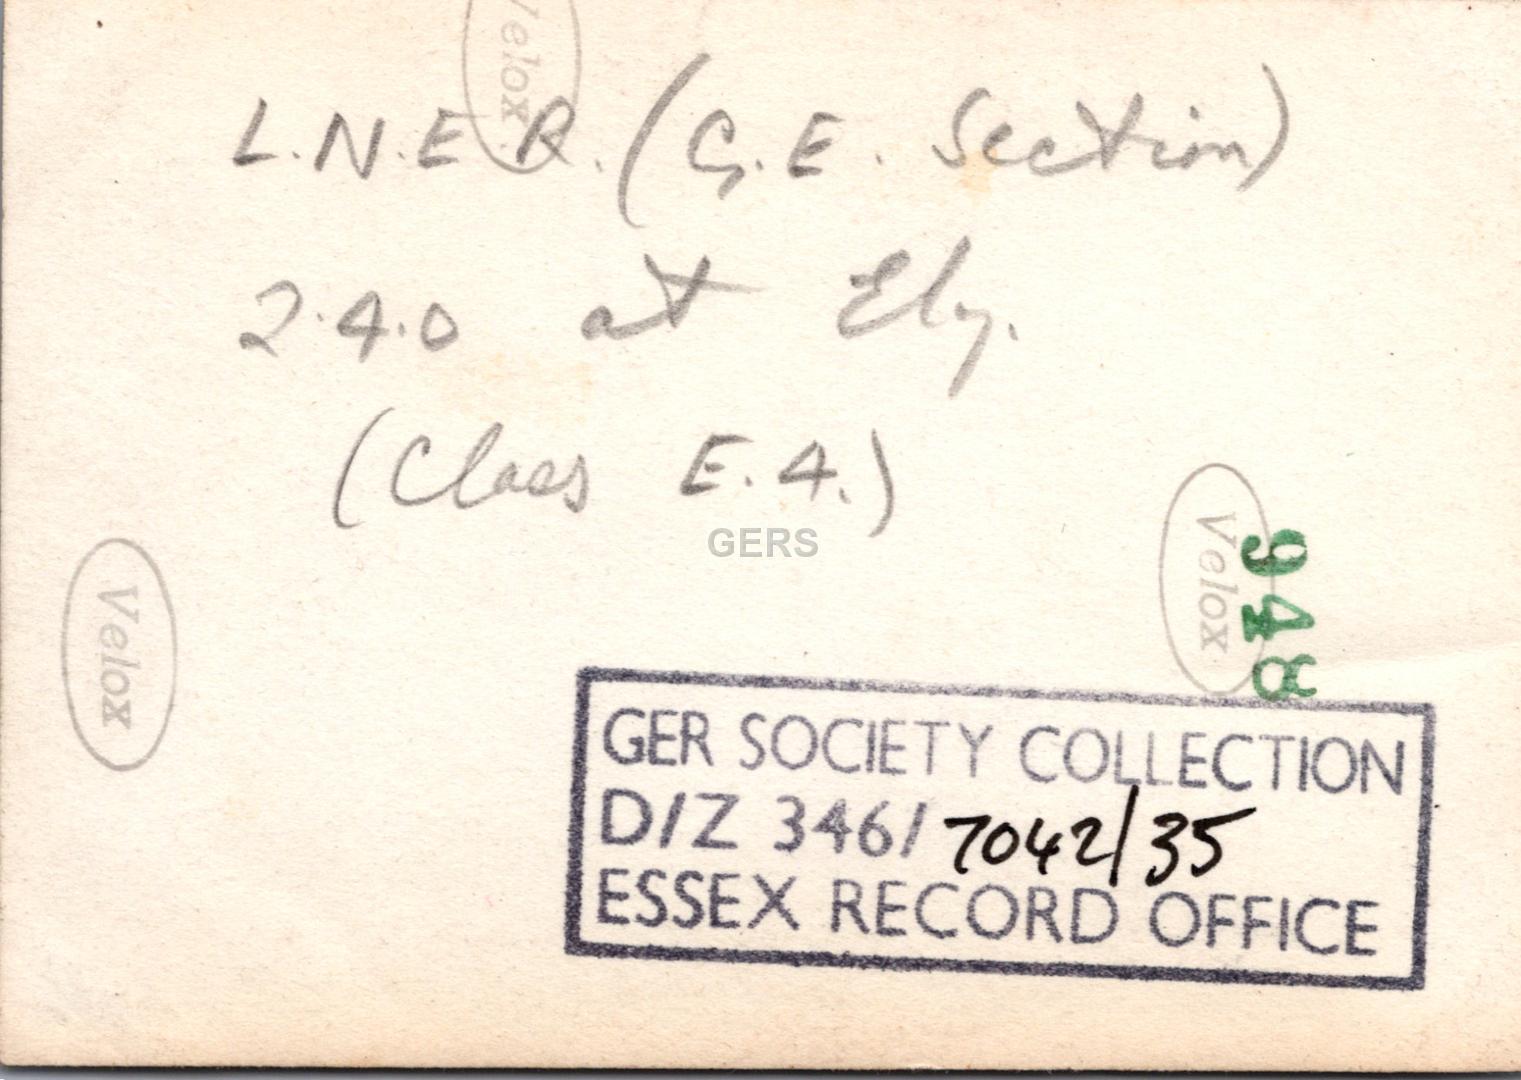 Velox
L.N.E.R. (G.E. Section)
2.4.0 at Ely.
(Class E.4.)
GERS
Velox
Velox
948
GER SOCIETY COLLECTION
D/Z 346/7042/35
ESSEX RECORD OFFICE